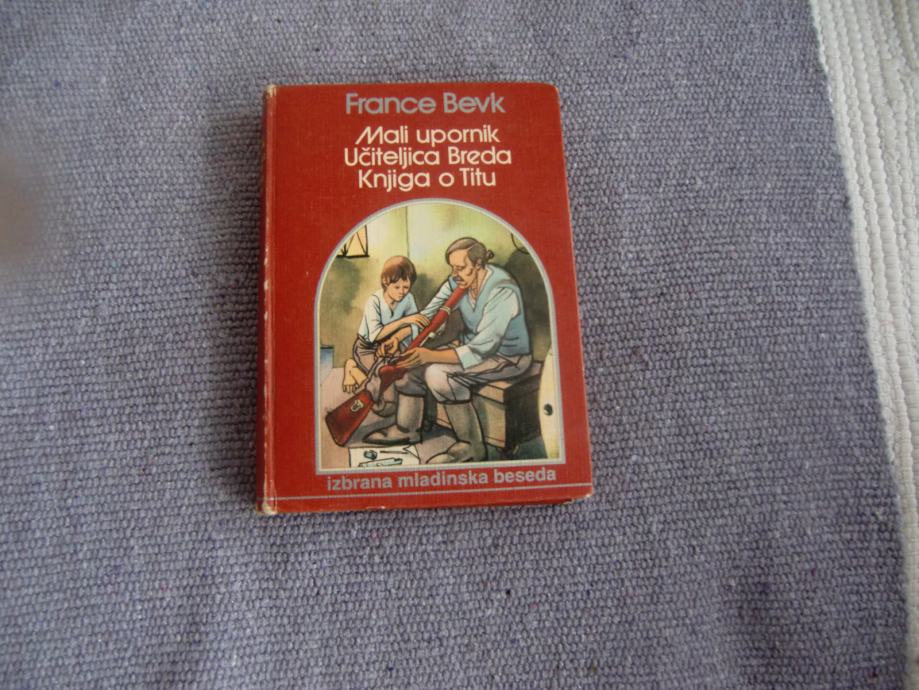 France Bevk
Mali upornik
Učiteljica Breda
Knjiga o Titu
izbrana mladinska beseda